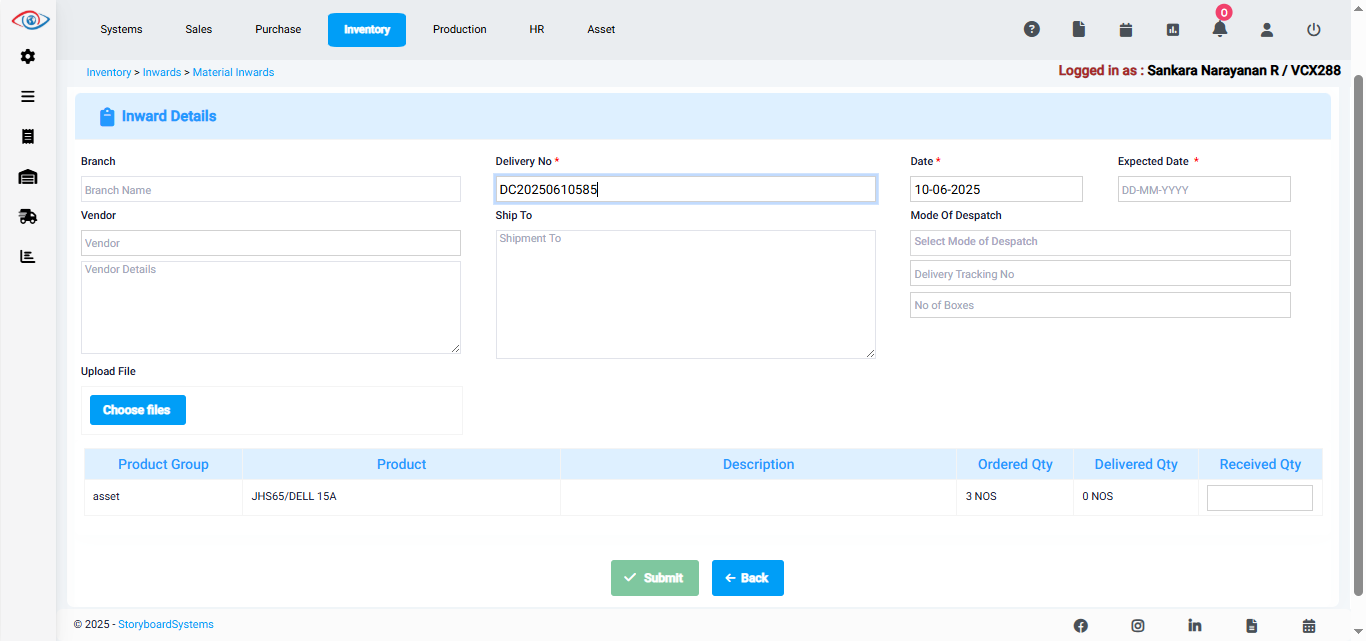 0
Systems Sales Purchase Inventory Production HR Asset
Inventory > Inwards > Material Inwards
Logged in as : Sankara Narayanan R / VCX288
Inward Details
Branch
Delivery No *
Date *
Expected Date *
Branch Name
DC20250610585
10-06-2025
DD-MM-YYYY
Vendor
Ship To
Mode Of Despatch
Vendor
Shipment To
Select Mode of Despatch
Vendor Details
Delivery Tracking No
No of Boxes
Upload File
Choose files
Product Group Product Description Ordered Qty Delivered Qty Received Qty
asset JHS65/DELL 15A 3 NOS 0 NOS
Submit
Back
© 2025 - StoryboardSystems